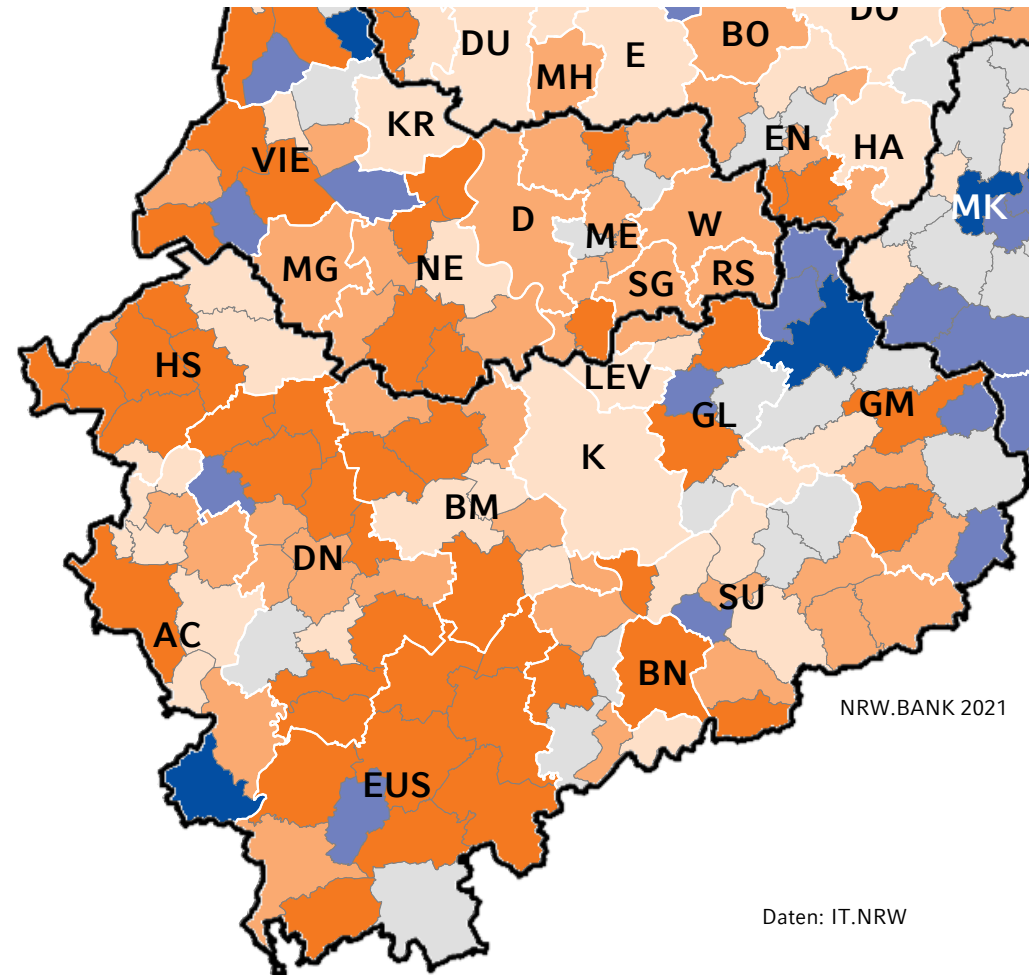 DU
BO
DU
E
MH
KR
EN
HA
VIE
MK
D
ME
W
MG
NE
SG
RS
HS
LEV
GL
GM
K
BM
DN
SU
AC
BN
NRW.BANK 2021
EUS
Daten: IT.NRW